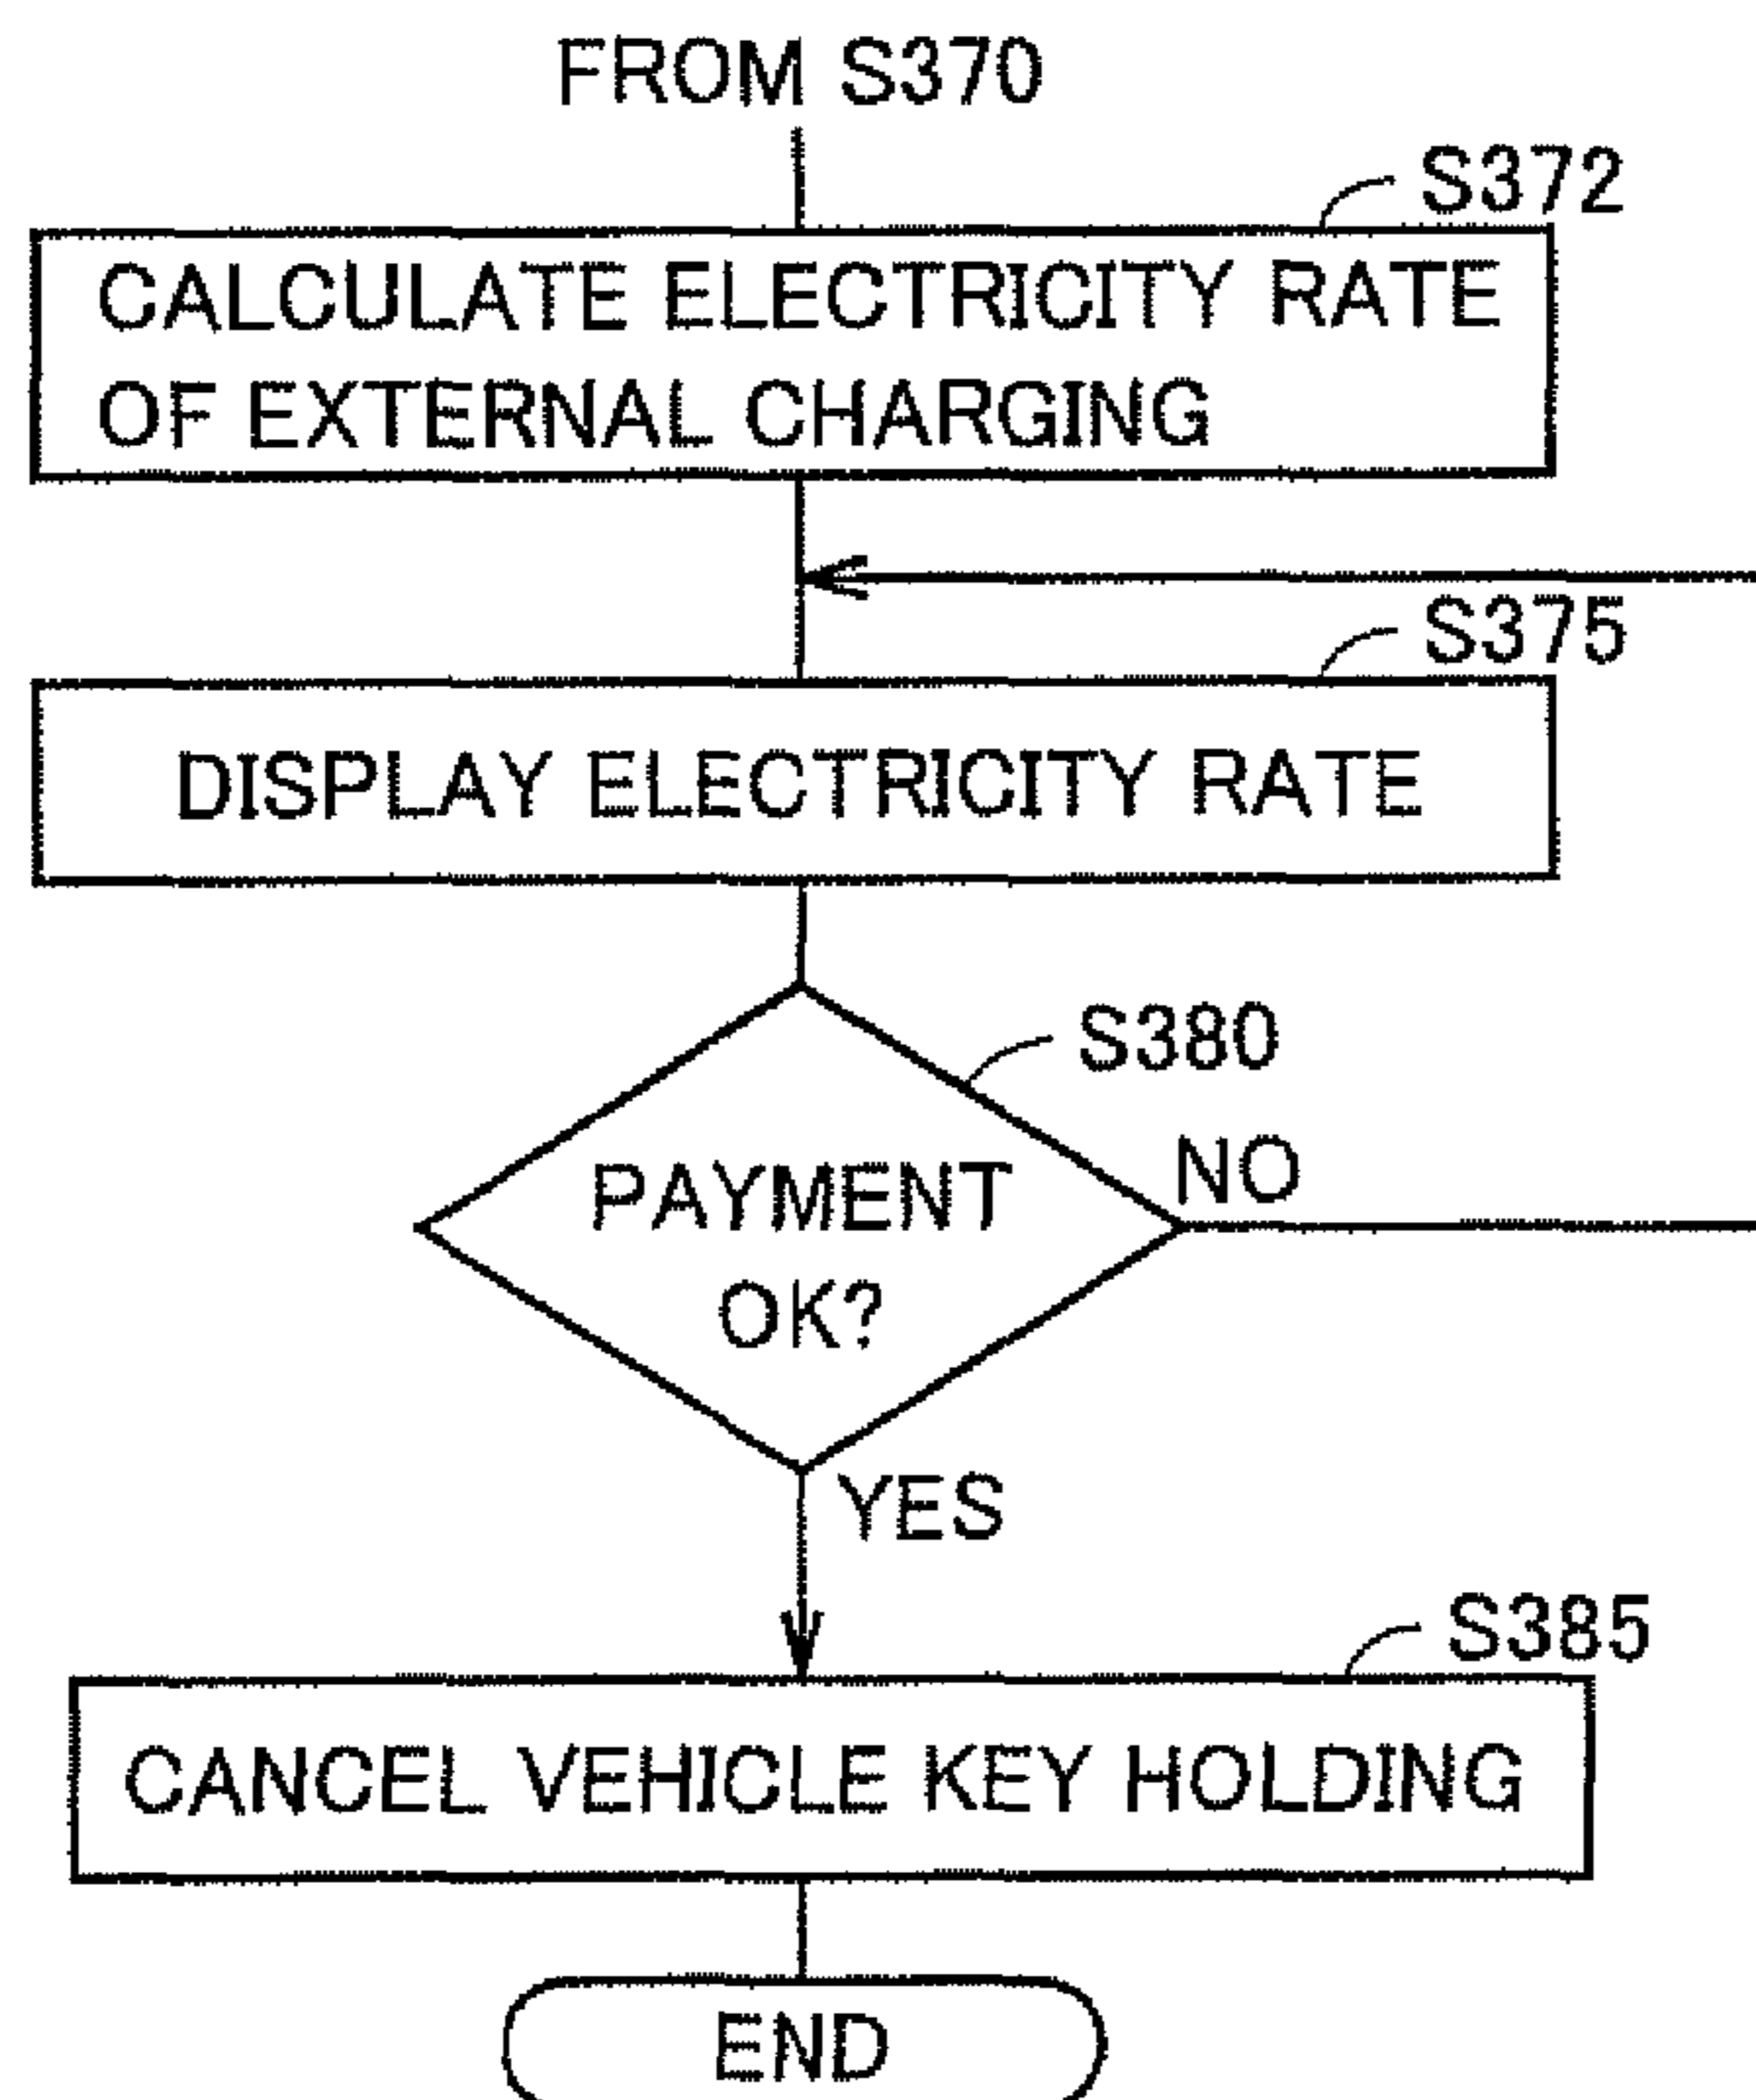 FROM S370
S372
CALCULATE ELECTRICITY RATE
OF EXTERNAL CHARGING
S375
DISPLAY ELECTRICITY RATE
S380
NO
PAYMENT
OK?
YES
S385
CANCEL VEHICLE KEY HOLDING
END